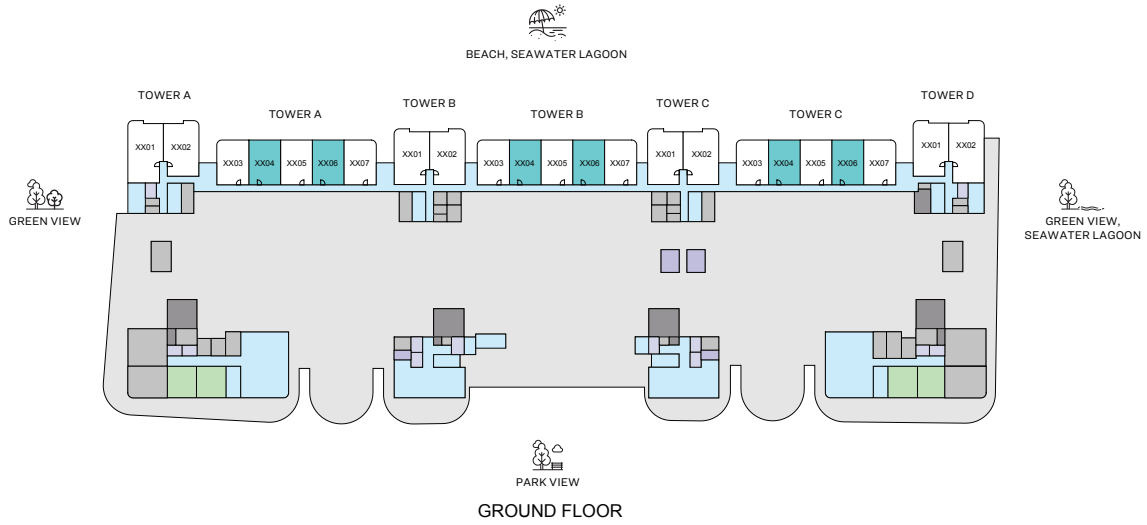 BEACH, SEAWATER LAGOON
TOWER A
TOWER A
TOWER B
TOWER B
TOWER C
TOWER C
TOWER D
XX01 XX02
XX03 XX04 XX05 XX06 XX07
XX01 XX02
XX03 XX04 XX05 XX06 XX07
XX01 XX02
XX03 XX04 XX05 XX06 XX07
XX01 XX02
GREEN VIEW
GREEN VIEW,
SEAWATER LAGOON
PARK VIEW
GROUND FLOOR